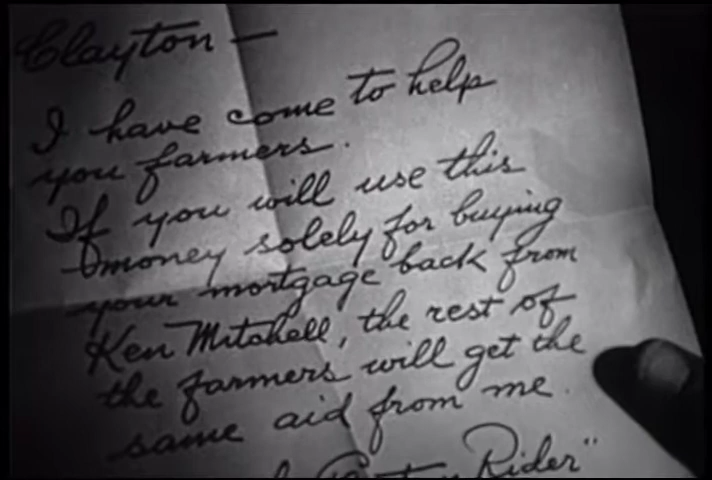 Clayton —
I have come to help
you farmers.
If you will use this
money solely for buying
your mortgage back from
Ken Mitchell, the rest of
the farmers will get the
same aid from me.
Rider"